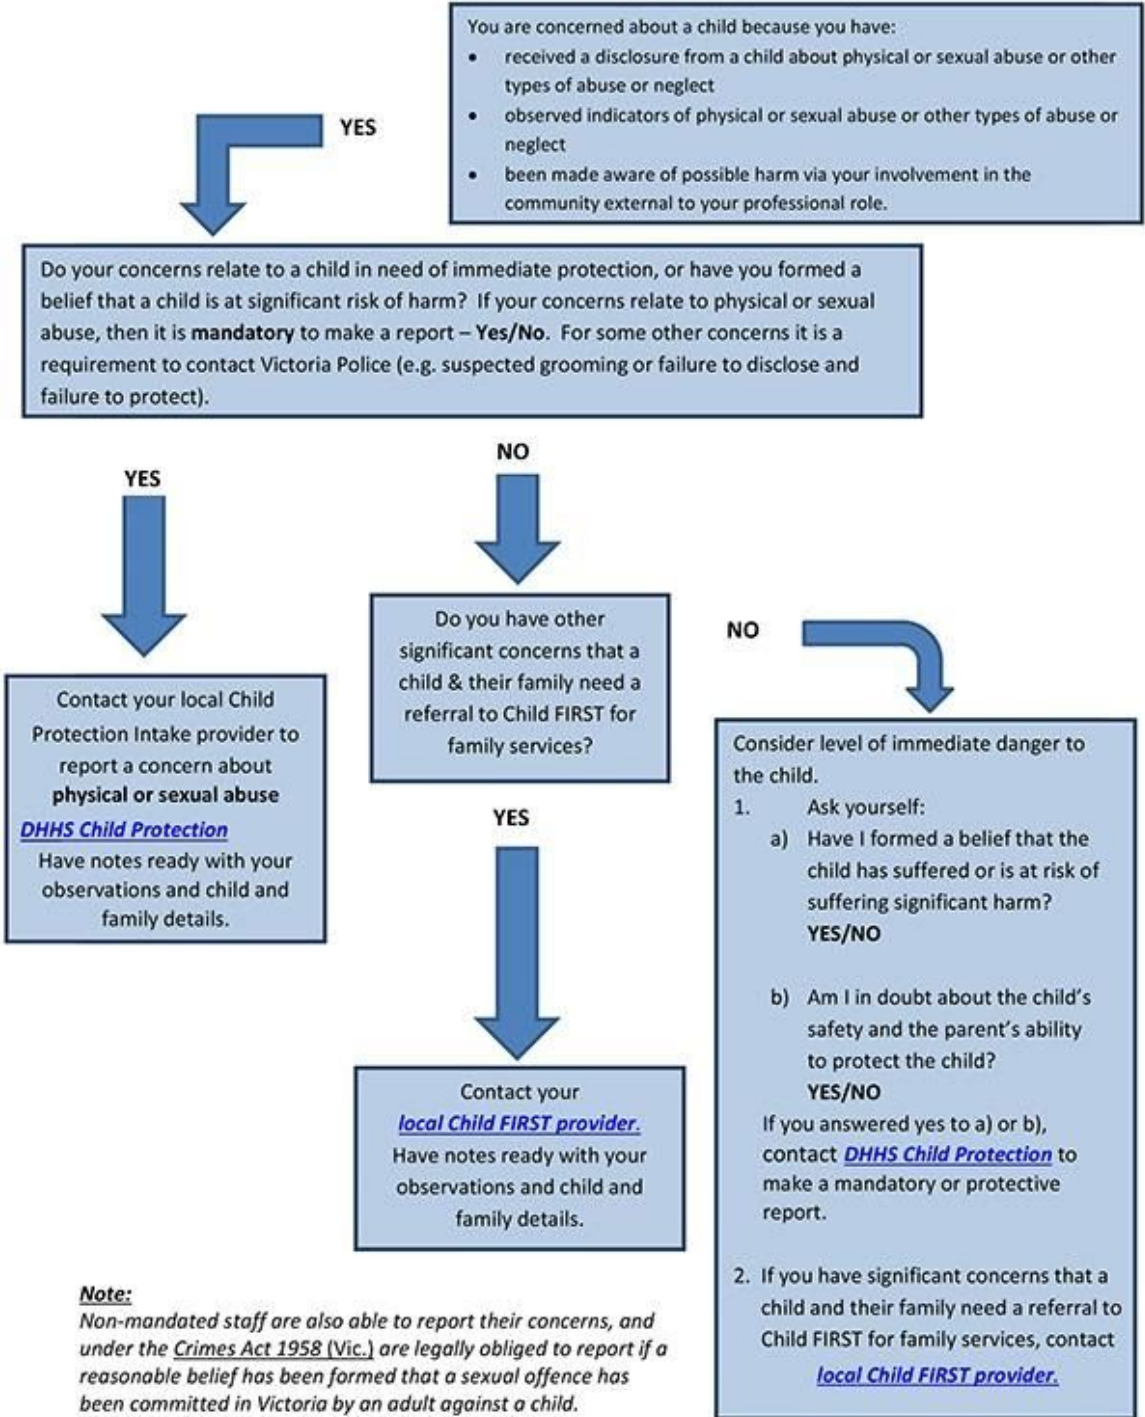 You are concerned about a child because you have:
• received a disclosure from a child about physical or sexual abuse or other
types of abuse or neglect
• observed indicators of physical or sexual abuse or other types of abuse or
neglect
• been made aware of possible harm via your involvement in the
community external to your professional role.
YES
Do your concerns relate to a child in need of immediate protection, or have you formed a
belief that a child is at significant risk of harm? If your concerns relate to physical or sexual
abuse, then it is mandatory to make a report – Yes/No. For some other concerns it is a
requirement to contact Victoria Police (e.g. suspected grooming or failure to disclose and
failure to protect).
YES
NO
Contact your local Child
Protection Intake provider to
report a concern about
physical or sexual abuse
DHHS Child Protection
Have notes ready with your
observations and child and
family details.
Do you have other
significant concerns that a
child & their family need a
referral to Child FIRST for
family services?
YES
Contact your
local Child FIRST provider.
Have notes ready with your
observations and child and
family details.
NO
Consider level of immediate danger to
the child.
1. Ask yourself:
a) Have I formed a belief that the
child has suffered or is at risk of
suffering significant harm?
YES/NO
b) Am I in doubt about the child's
safety and the parent's ability
to protect the child?
YES/NO
If you answered yes to a) or b),
contact DHHS Child Protection to
make a mandatory or protective
report.
2. If you have significant concerns that a
child and their family need a referral to
Child FIRST for family services, contact
local Child FIRST provider.
Note:
Non-mandated staff are also able to report their concerns, and
under the Crimes Act 1958 (Vic.) are legally obliged to report if a
reasonable belief has been formed that a sexual offence has
been committed in Victoria by an adult against a child.